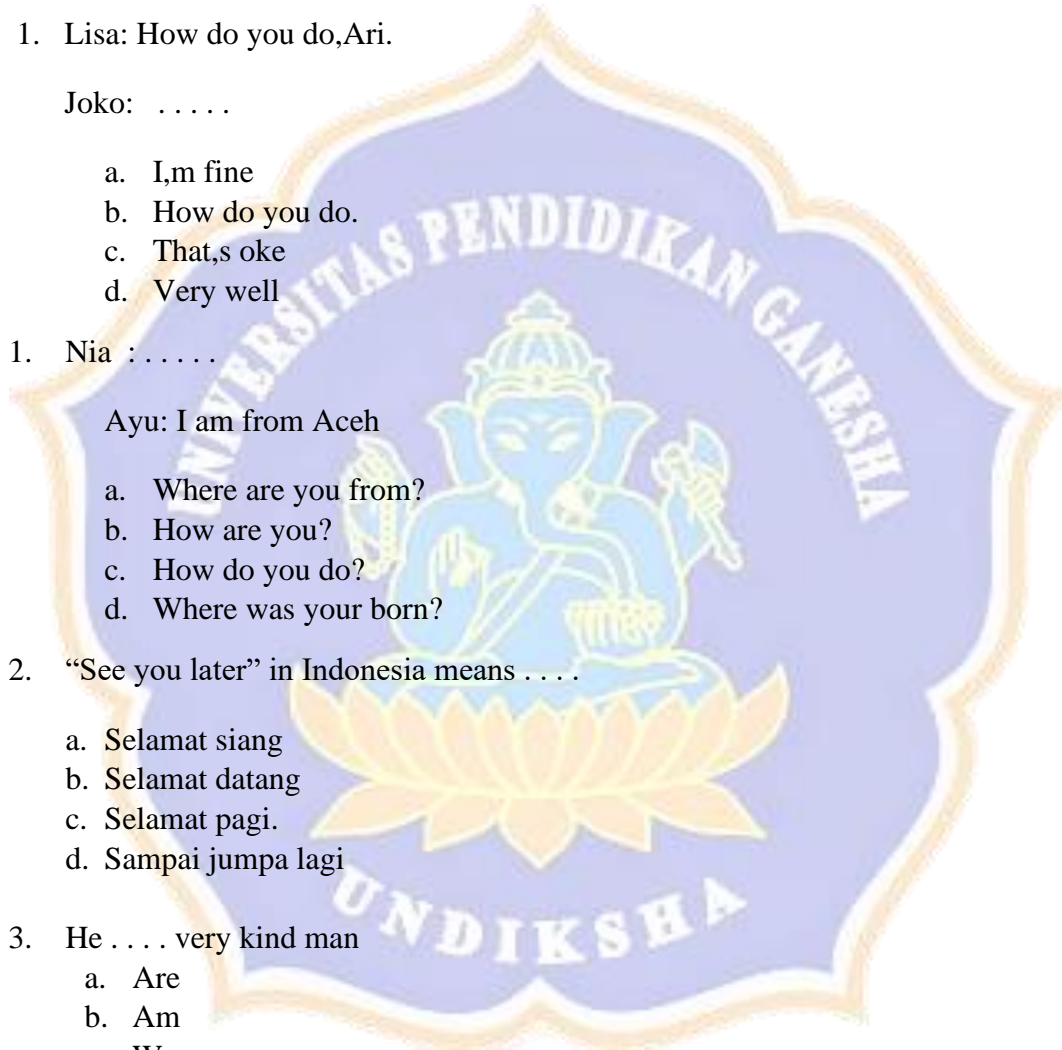 1. Lisa: How do you do,Ari.
Joko: . . . . .
a. I,m fine
b. How do you do.
c. That,s oke
d. Very well
1. Nia : . . . . .
Ayu: I am from Aceh
a. Where are you from?
b. How are you?
c. How do you do?
d. Where was your born?
2. “See you later” in Indonesia means . . . .
a. Selamat siang
b. Selamat datang
c. Selamat pagi.
d. Sampai jumpa lagi
3. He . . . . very kind man
a. Are
b. Am
UNIVERSITAS PENDIDIKAN GANESHA
UNDIKSHA